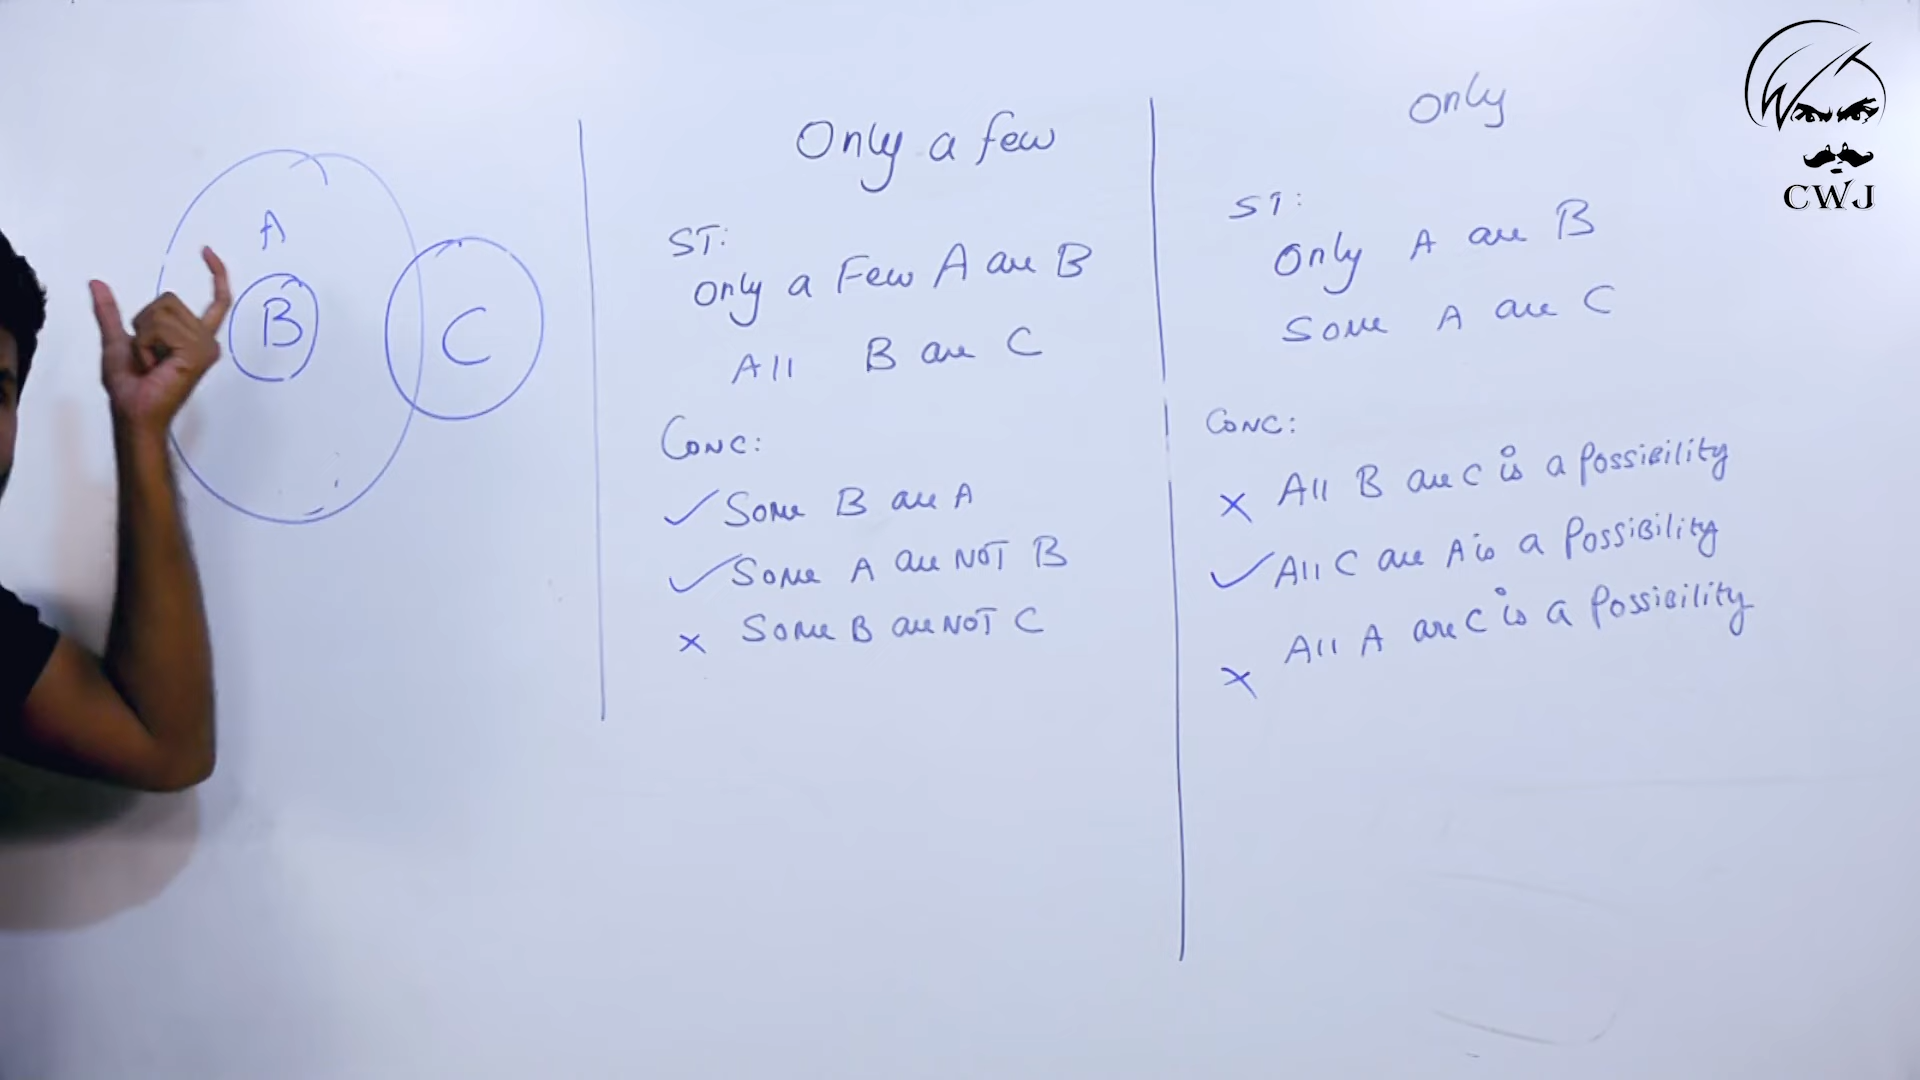 A
B
C
Only a few
ST:
Only a Few A are B
All B are C
Conc:
✓ Some B are A
✓ Some A are NOT B
x Some B are NOT C
Only
ST:
Only A are B
Some A are C
Conc:
x All B are C is a Possibility
✓ All C are A is a Possibility
x All A are C is a Possibility
CWJ